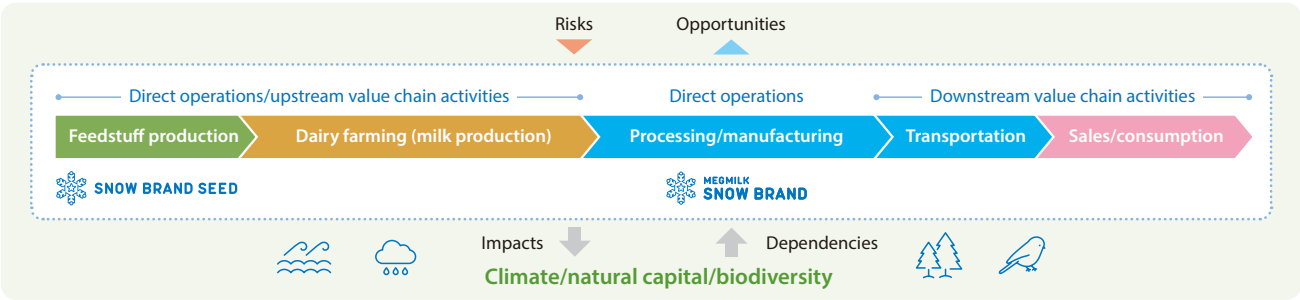 Risks
Opportunities
Direct operations/upstream value chain activities
Direct operations
Downstream value chain activities
Feedstuff production
Dairy farming (milk production)
Processing/manufacturing
Transportation
Sales/consumption
SNOW BRAND SEED
MEGMILK
SNOW BRAND
Impacts
Dependencies
Climate/natural capital/biodiversity